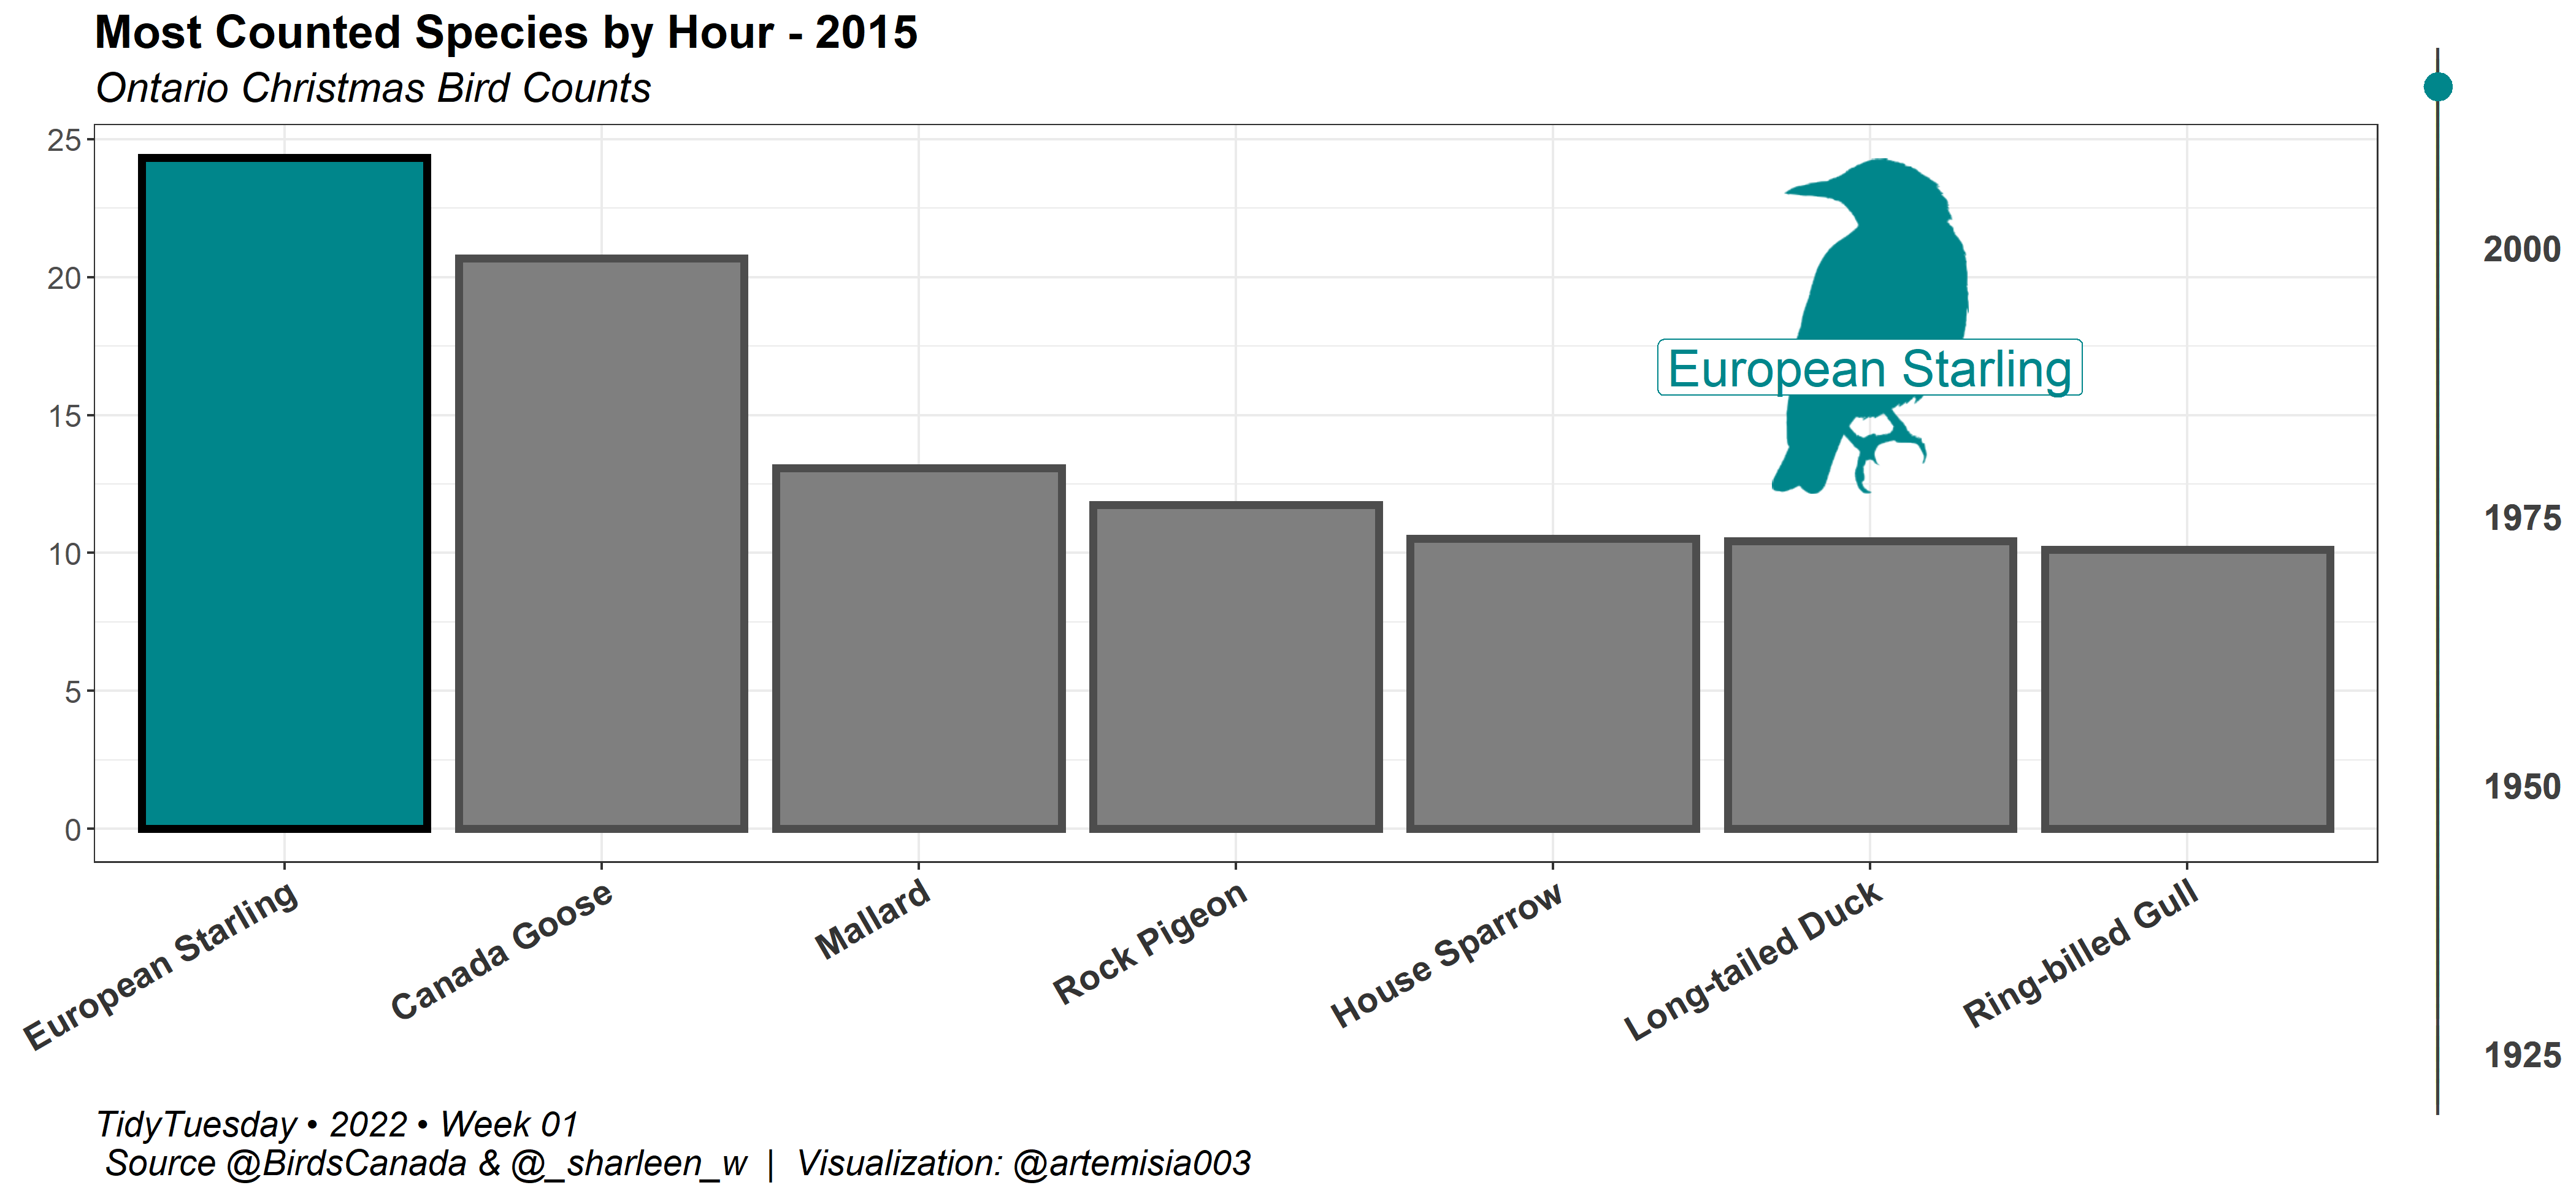 Most Counted Species by Hour - 2015
Ontario Christmas Bird Counts
25
20
15
10
5
0
European Starling
2000
1975
1950
1925
European Starling
Canada Goose
Mallard
Rock Pigeon
House Sparrow
Long-tailed Duck
Ring-billed Gull
TidyTuesday • 2022 • Week 01
Source @BirdsCanada & @_sharleen_w | Visualization: @artemisia003